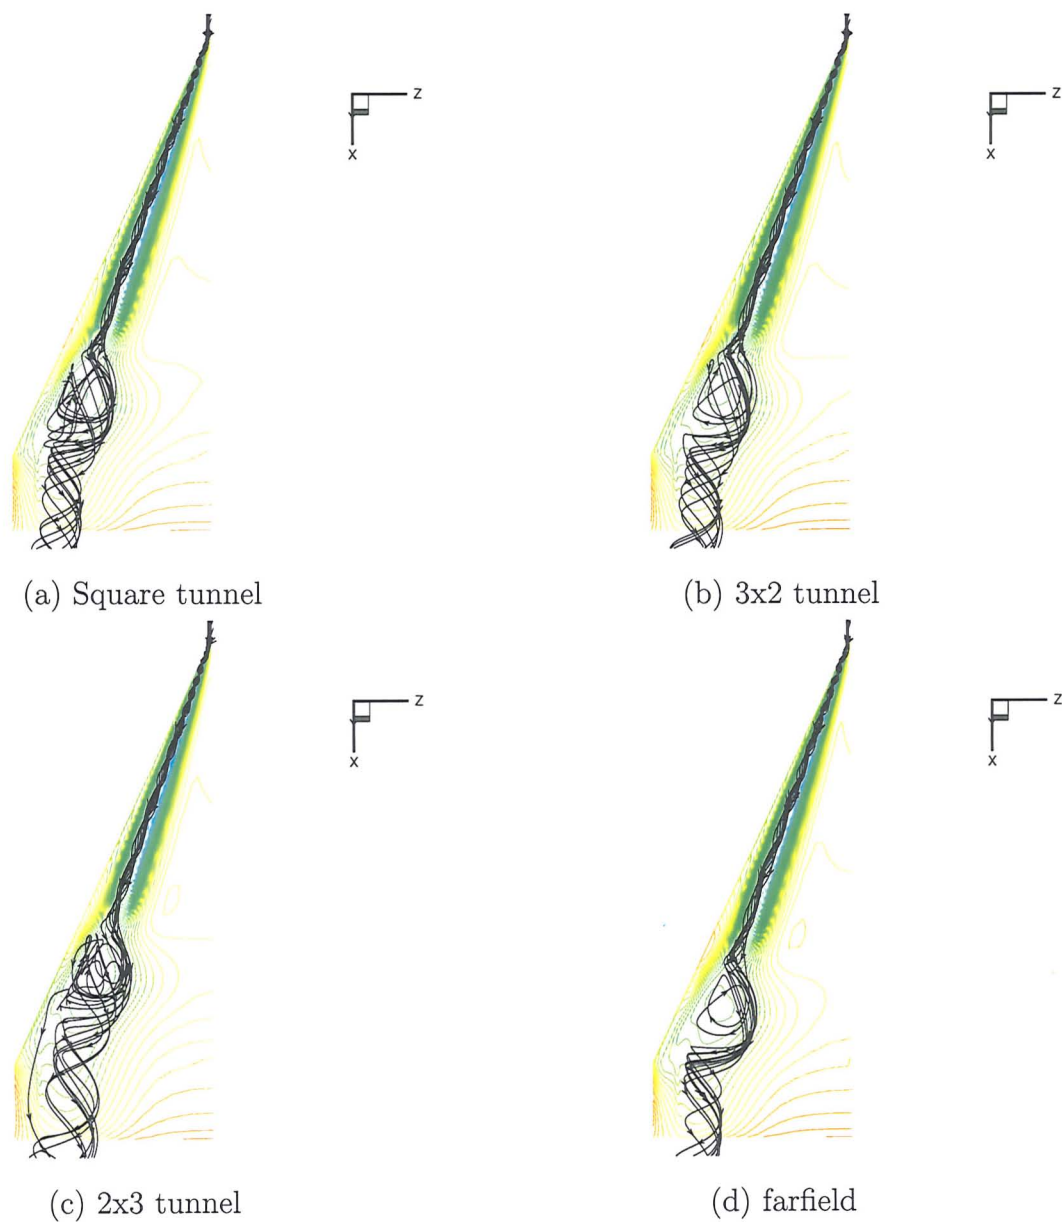 z
x
z
x
(a) Square tunnel
(b) 3x2 tunnel
z
x
z
x
(c) 2x3 tunnel
(d) farfield